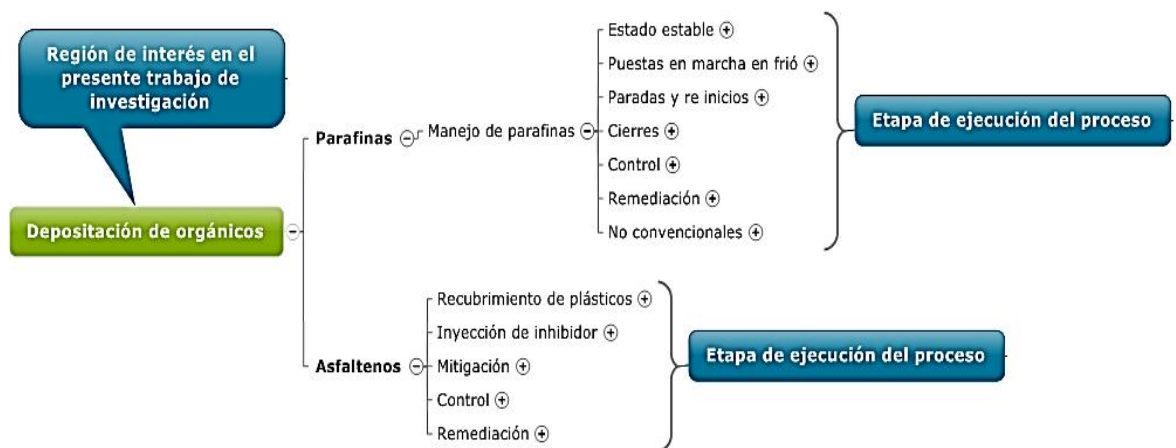 Región de interés en el
presente trabajo de
investigación
Depositación de orgánicos
Parafinas
Manejo de parafinas
Estado estable
Puestas en marcha en frió
Paradas y re inicios
Cierres
Control
Remediación
No convencionales
Etapa de ejecución del proceso
Asfaltenos
Recubrimiento de plásticos
Inyección de inhibidor
Mitigación
Control
Remediación
Etapa de ejecución del proceso